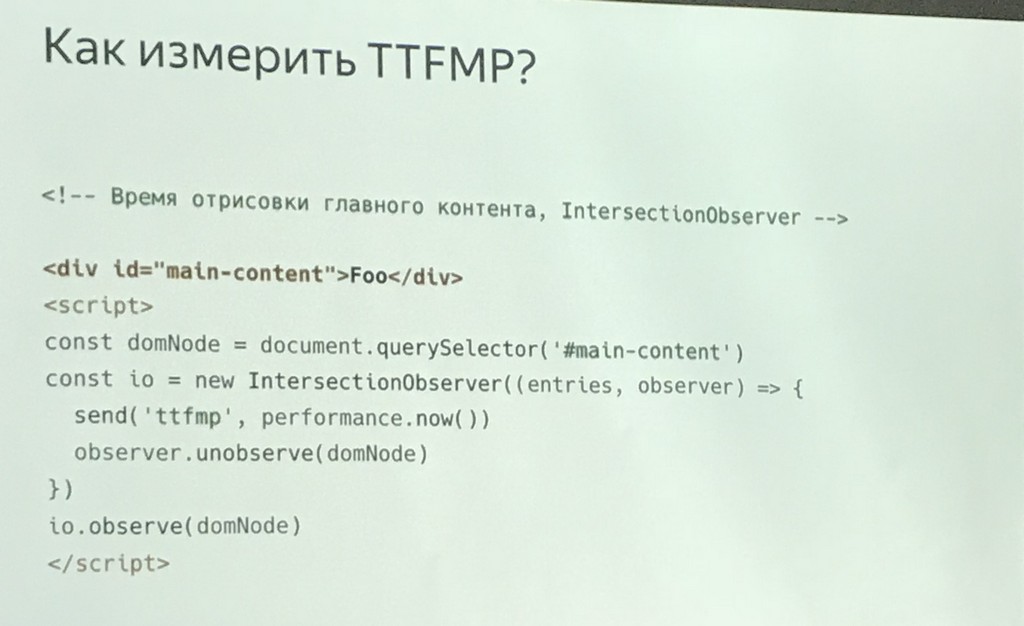 Как измерить TTFMP?
<!-- Время отрисовки главного контента, IntersectionObserver -->
<div id="main-content">Foo</div>
<script>
const domNode = document.querySelector('#main-content')
const io = new IntersectionObserver((entries, observer) => {
send('ttfmp', performance.now())
observer.unobserve(domNode)
})
io.observe(domNode)
</script>